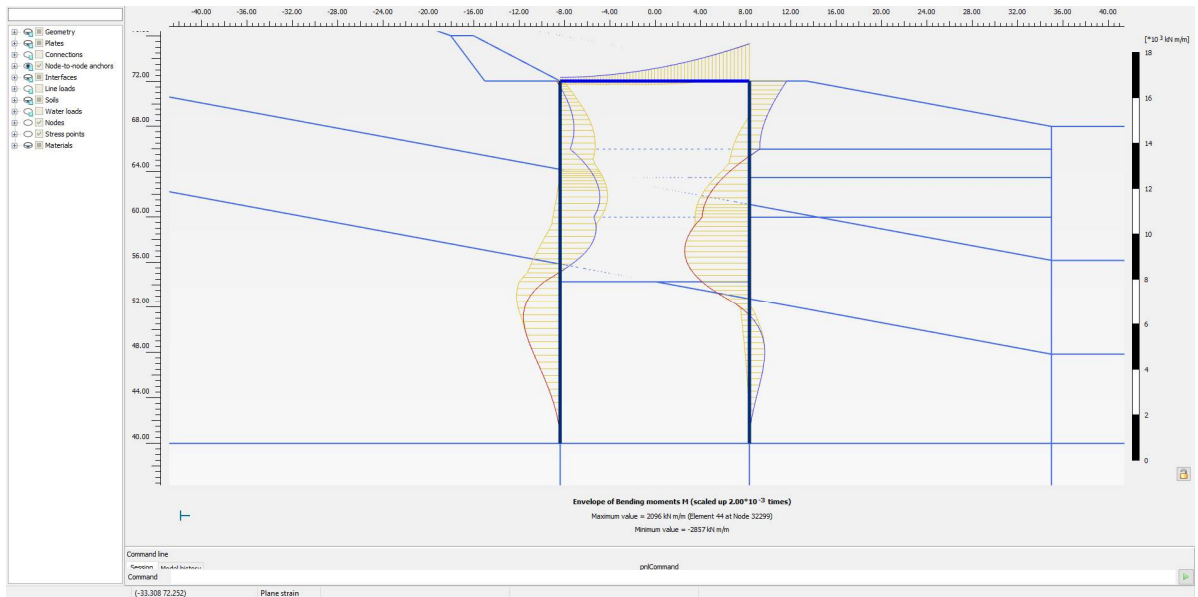 -40.00 -36.00 -32.00 -28.00 -24.00 -20.00 -16.00 -12.00 -8.00 -4.00 0.00 4.00 8.00 12.00 16.00 20.00 24.00 28.00 32.00 36.00 40.00
Geometry
Plates
Connections
Node-to-node anchors
Interfaces
Line loads
Soils
Water loads
Nodes
Stress points
Materials
72.00
68.00
64.00
60.00
56.00
52.00
48.00
44.00
40.00
[*10 3 kN m/m]
18
16
14
12
10
8
6
4
2
0
Envelope of Bending moments M (scaled up 2.00*10 -3 times)
Maximum value = 2096 kN m/m (Element 44 at Node 32299)
Minimum value = -2857 kN m/m
Command line
Session Model history
pnlCommand
Command
(-33.308 72.252) Plane strain